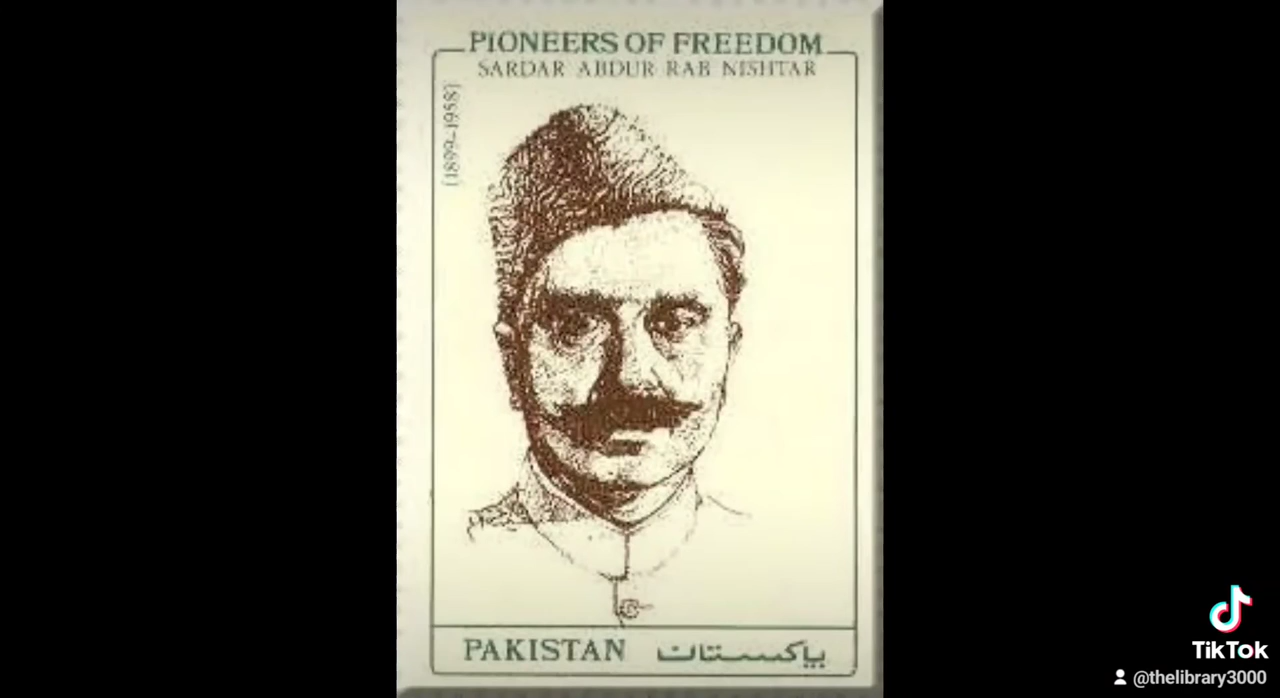 PIONEERS OF FREEDOM
SARDAR ABDUR RAB NISHTAR
(1899-1958)
PAKISTAN پاکستان
TikTok
@thelibrary3000